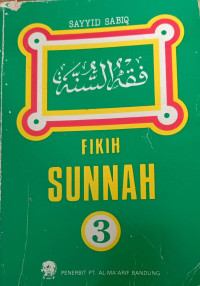 SAYYID SABIQ
فقه السنة
FIKIH
SUNNAH
3
PENERBIT PT. AL-MA'ARIF BANDUNG